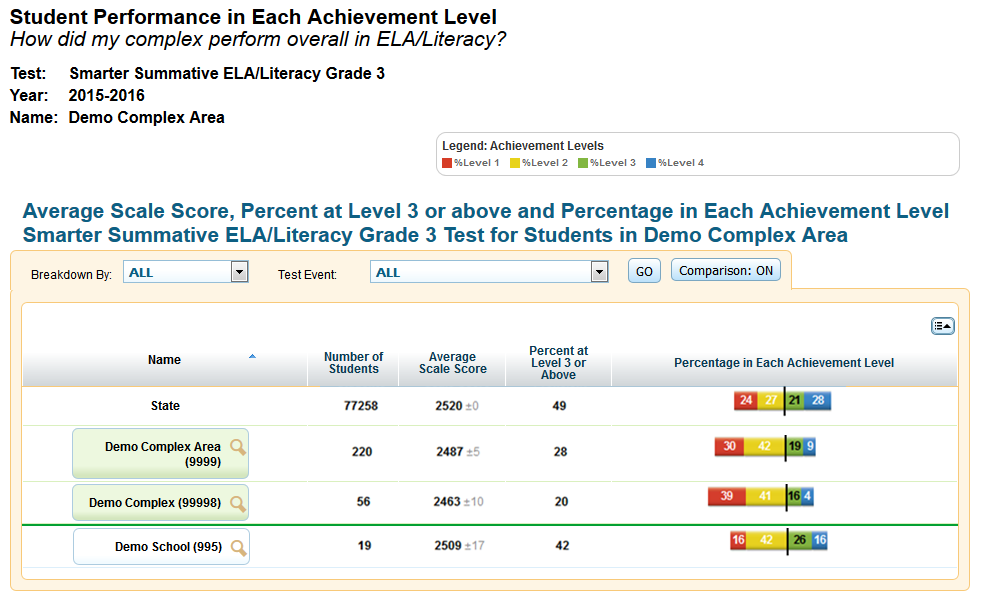 Student Performance in Each Achievement Level
How did my complex perform overall in ELA/Literacy?
Test: Smarter Summative ELA/Literacy Grade 3
Year: 2015-2016
Name: Demo Complex Area
Legend: Achievement Levels
%Level 1 %Level 2 %Level 3 %Level 4
Average Scale Score, Percent at Level 3 or above and Percentage in Each Achievement Level
Smarter Summative ELA/Literacy Grade 3 Test for Students in Demo Complex Area
Breakdown By: ALL Test Event: ALL GO Comparison: ON
Name
Number of
Students
Average
Scale Score
Percent at
Level 3 or
Above
Percentage in Each Achievement Level
State 77258 2520 ±0 49 24 27 21 28
Demo Complex Area
(9999)
220 2487 ±5 28 30 42 19 9
Demo Complex (99998) 56 2463 ±10 20 39 41 16 4
Demo School (995) 19 2509 ±17 42 16 42 26 16